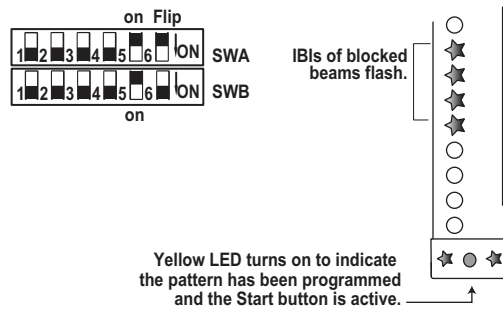 on Flip
1 2 3 4 5 6 ON SWA
1 2 3 4 5 6 ON SWB
on
IBIs of blocked
beams flash.
Yellow LED turns on to indicate
the pattern has been programmed
and the Start button is active.